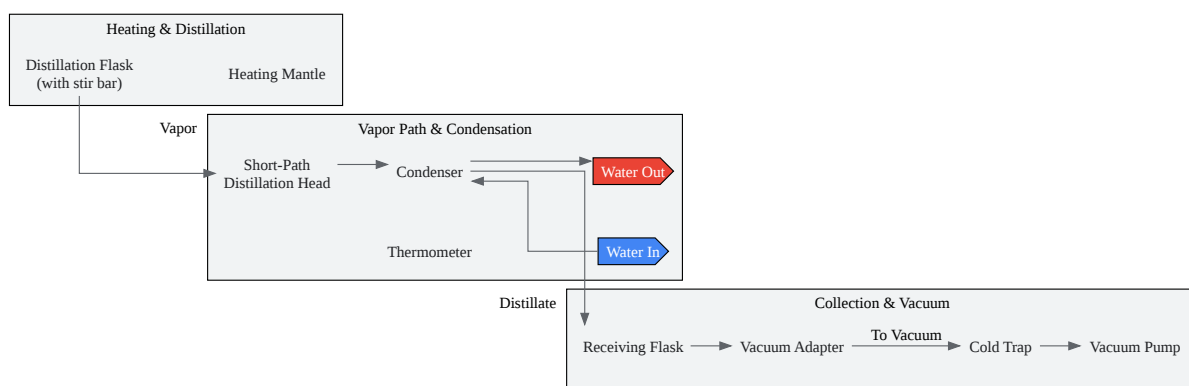 Heating & Distillation
Distillation Flask
(with stir bar)
Heating Mantle
Vapor
Vapor Path & Condensation
Short-Path
Distillation Head
Condenser
Water Out
Thermometer
Water In
Distillate
Collection & Vacuum
Receiving Flask
Vacuum Adapter
To Vacuum
Cold Trap
Vacuum Pump